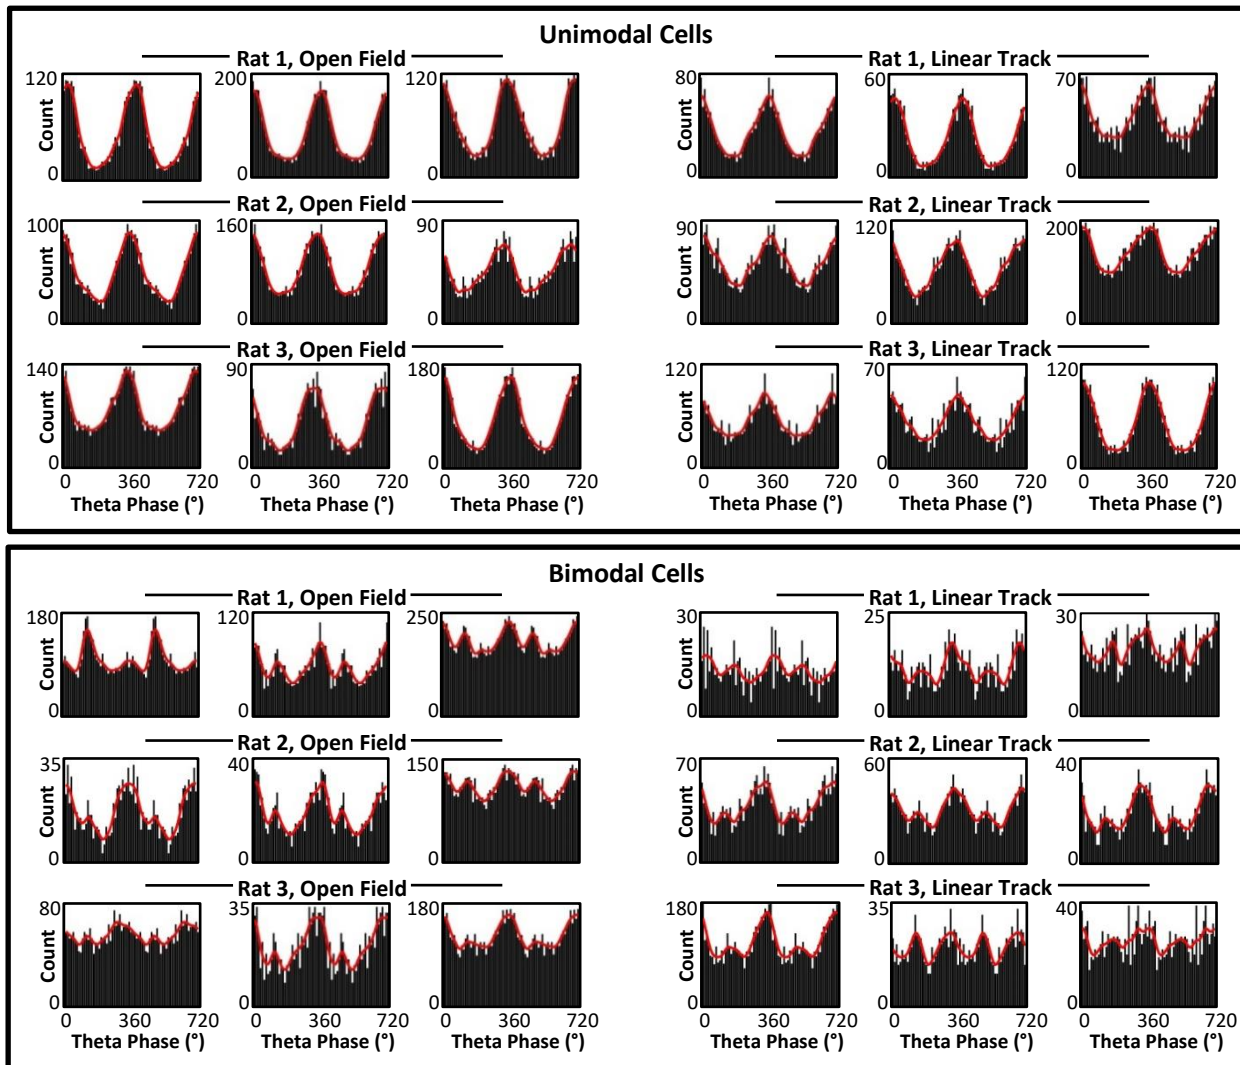 Unimodal Cells
Rat 1, Open Field
Rat 1, Linear Track
120 200 120 80 60 70
Count Count
0 0 0 0 0 0
Rat 2, Open Field
Rat 2, Linear Track
100 160 90 90 120 200
Count Count
0 0 0 0 0 0
Rat 3, Open Field
Rat 3, Linear Track
140 90 180 120 70 120
Count Count
0 0 0 0 0 0
0 360 720 0 360 720 0 360 720 0 360 720 0 360 720 0 360 720
Theta Phase (°) Theta Phase (°) Theta Phase (°) Theta Phase (°) Theta Phase (°) Theta Phase (°)
Bimodal Cells
Rat 1, Open Field
Rat 1, Linear Track
180 120 250 30 25 30
Count Count
0 0 0 0 0 0
Rat 2, Open Field
Rat 2, Linear Track
35 40 150 70 60 40
Count Count
0 0 0 0 0 0
Rat 3, Open Field
Rat 3, Linear Track
80 35 180 180 35 40
Count Count
0 0 0 0 0 0
0 360 720 0 360 720 0 360 720 0 360 720 0 360 720 0 360 720
Theta Phase (°) Theta Phase (°) Theta Phase (°) Theta Phase (°) Theta Phase (°) Theta Phase (°)